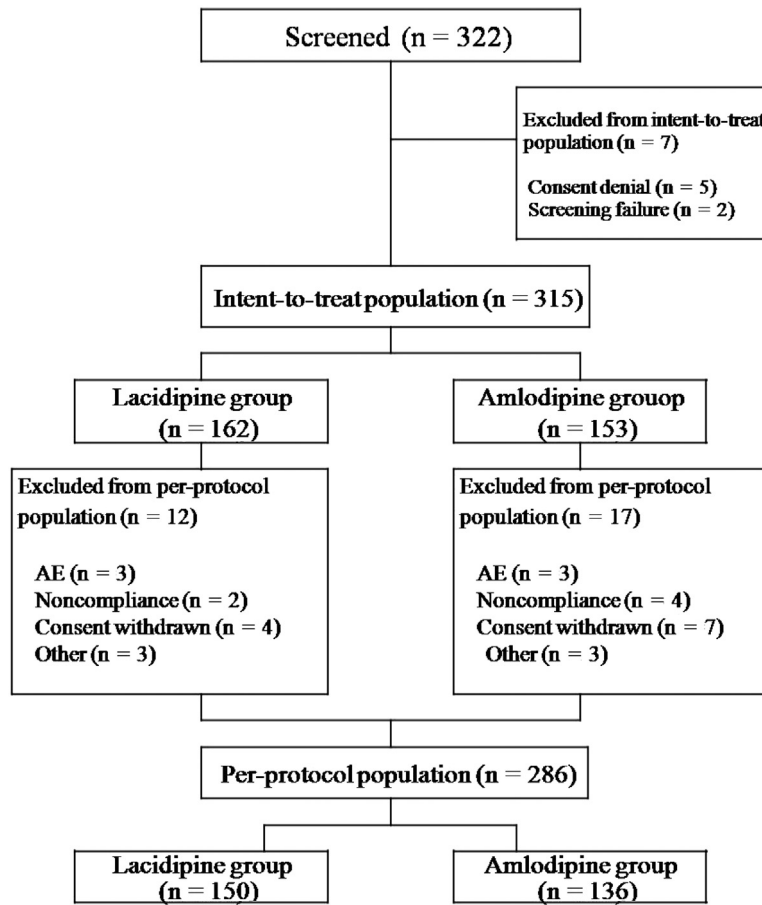 Screened (n = 322)
Excluded from intent-to-treat
population (n = 7)
Consent denial (n = 5)
Screening failure (n = 2)
Intent-to-treat population (n = 315)
Lacidipine group
(n = 162)
Amlodipine gruop
(n = 153)
Excluded from per-protocol
population (n = 12)
AE (n = 3)
Noncompliance (n = 2)
Consent withdrawn (n = 4)
Other (n = 3)
Excluded from per-protocol
population (n = 17)
AE (n = 3)
Noncompliance (n = 4)
Consent withdrawn (n = 7)
Other (n = 3)
Per-protocol population (n = 286)
Lacidipine group
(n = 150)
Amlodipine group
(n = 136)